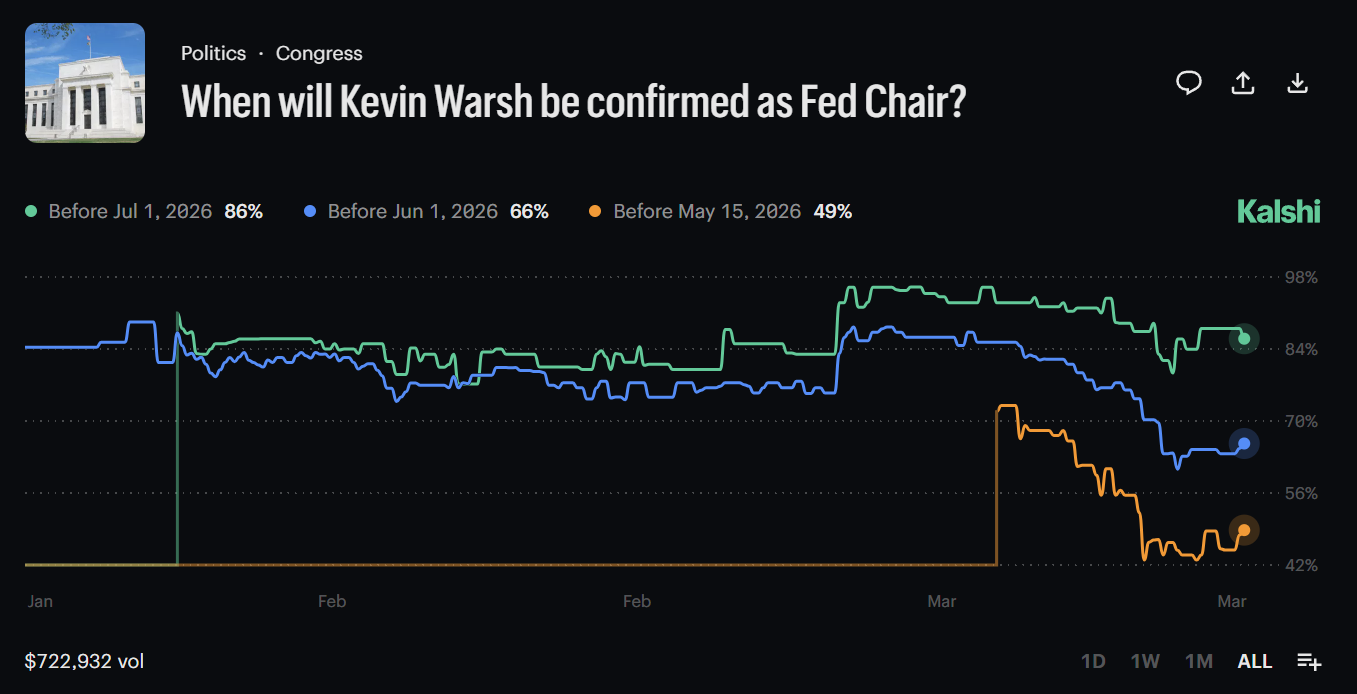 Politics · Congress
When will Kevin Warsh be confirmed as Fed Chair?
Before Jul 1, 2026 86% Before Jun 1, 2026 66% Before May 15, 2026 49%
Kalshi
98%
84%
70%
56%
42%
Jan Feb Feb Mar Mar
$722,932 vol
1D 1W 1M ALL